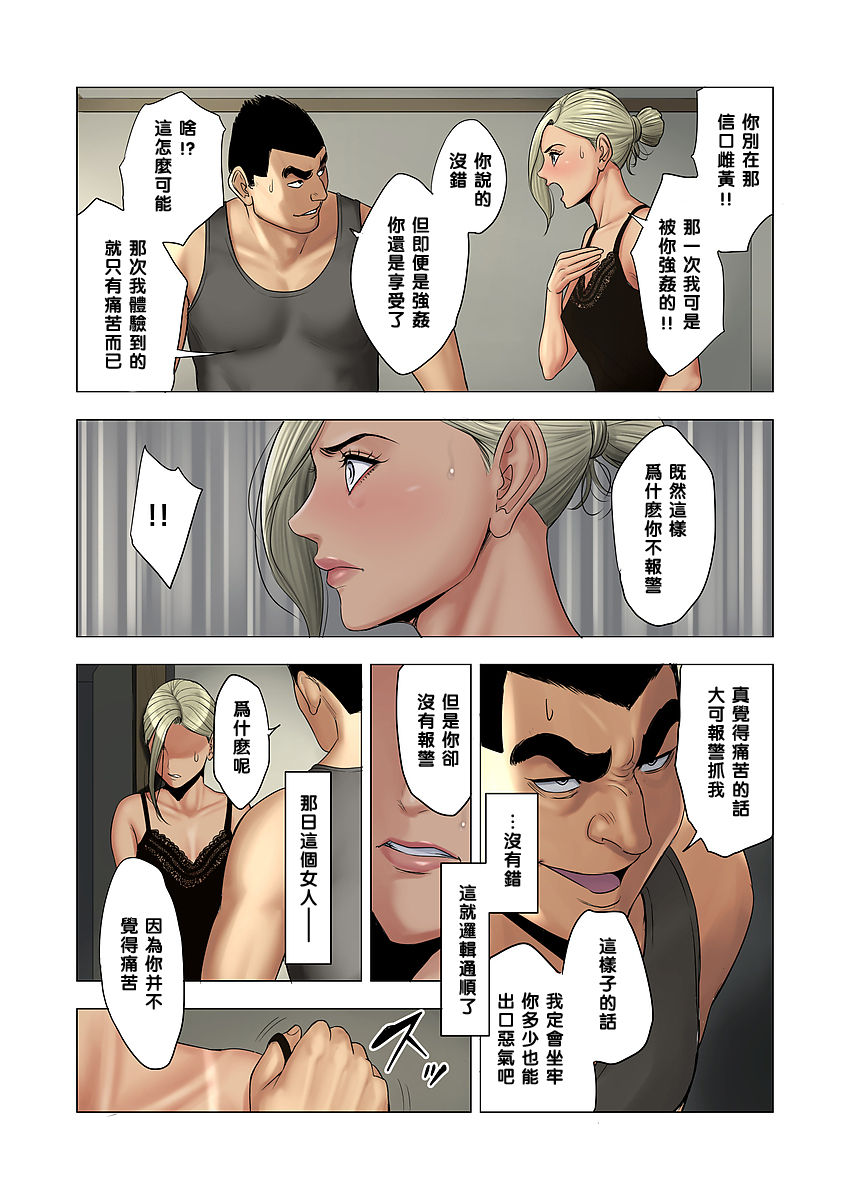 你別在那
信口雌黃!!
那一次我可是
被你強姦的!!
你說的
沒錯
但即便是強姦
你還是享受了
啥!?
這怎麼可能
那次我體驗到的
就只有痛苦而已
既然這樣
爲什麽你不報警
!!
真覺得痛苦的話
大可報警抓我
這樣子的話
我定會坐牢
你多少也能
出口惡氣吧
…沒有錯
這就邏輯通順了
但是你卻
沒有報警
那日這個女人——
爲什麽呢
因為你并不
覺得痛苦
ズッ